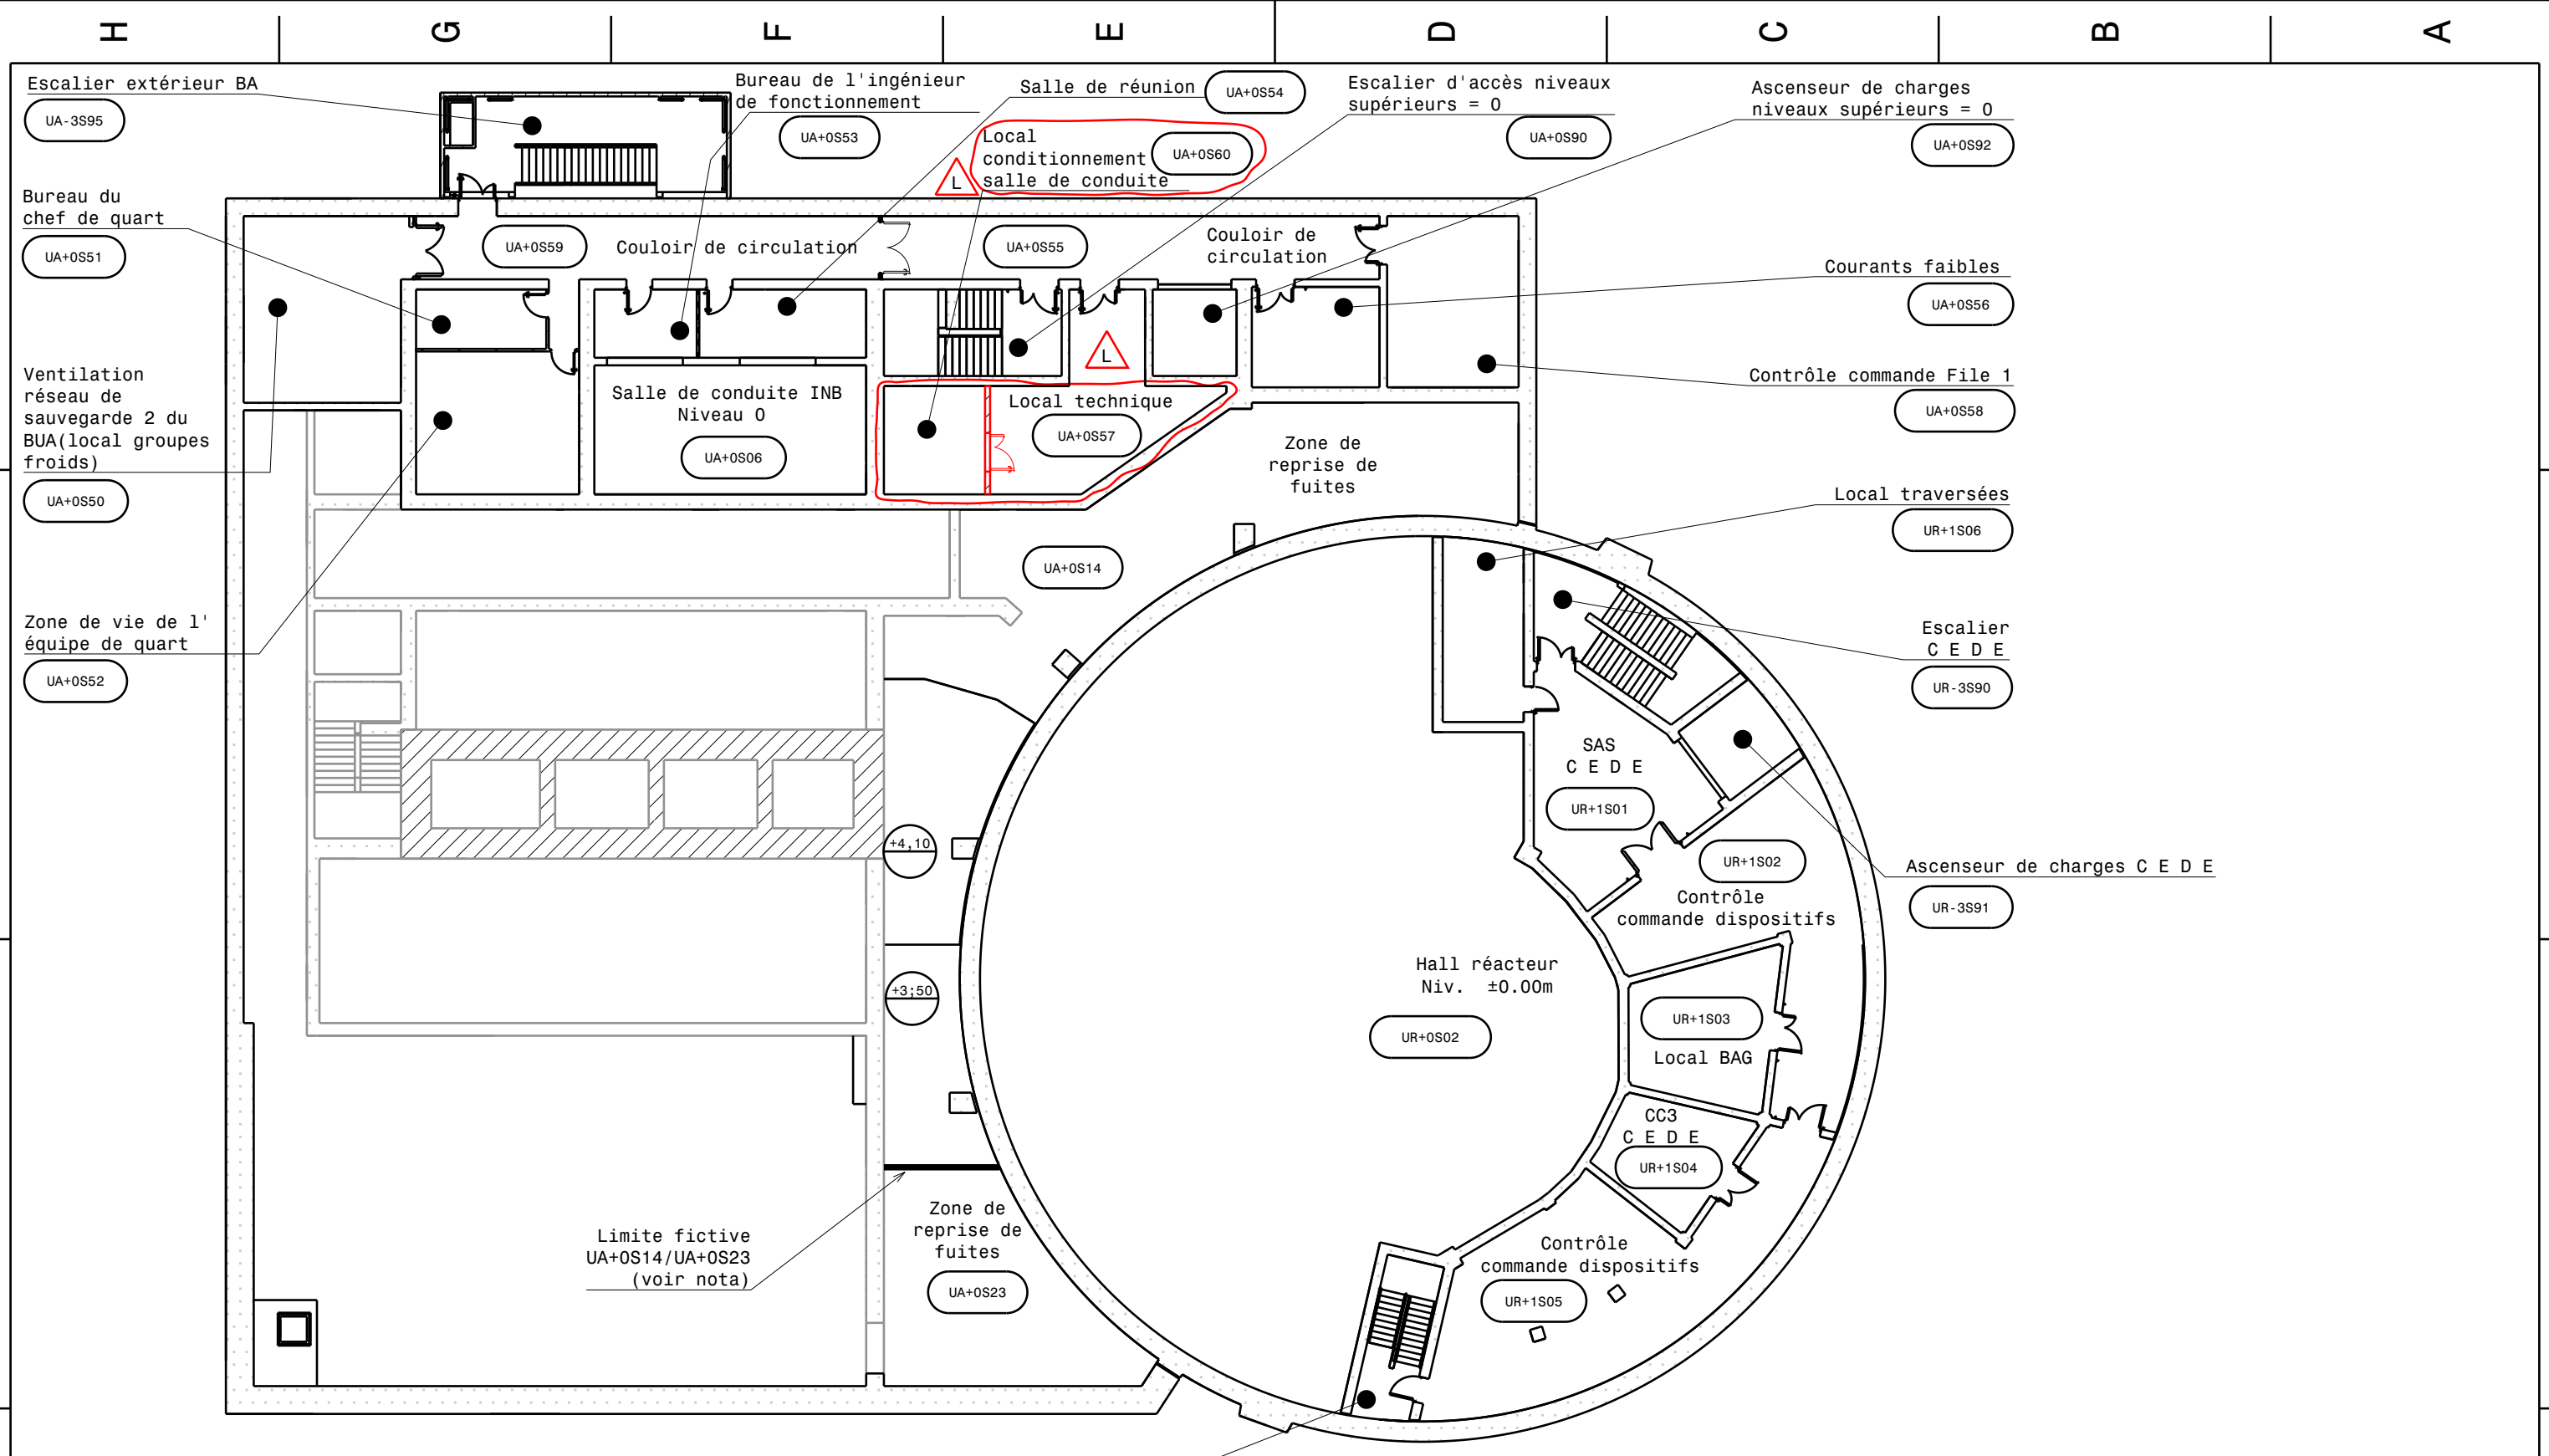 H G F E D C B A
Escalier extérieur BA
UA-3S95
Bureau de l'ingénieur
de fonctionnement
UA+0S53
Salle de réunion
UA+0S54
Local
conditionnement
salle de conduite
UA+0S60
L
Escalier d'accès niveaux
supérieurs = 0
UA+0S90
Ascenseur de charges
niveaux supérieurs = 0
UA+0S92
Bureau du
chef de quart
UA+0S51
UA+0S59
Couloir de circulation
UA+0S55
Couloir de
circulation
Courants faibles
UA+0S56
L
Contrôle commande File 1
UA+0S58
Ventilation
réseau de
sauvegarde 2 du
BUA(local groupes
froids)
UA+0S50
Salle de conduite INB
Niveau 0
UA+0S06
Local technique
UA+0S57
Zone de
reprise de
fuites
Local traversées
UR+1S06
UA+0S14
Zone de vie de l'
équipe de quart
UA+0S52
Escalier
C E D E
UR-3S90
SAS
C E D E
UR+1S01
+4,10
UR+1S02
Contrôle
commande dispositifs
Ascenseur de charges C E D E
UR-3S91
+3;50
Hall réacteur
Niv. ±0.00m
UR+0S02
UR+1S03
Local BAG
CC3
C E D E
UR+1S04
Limite fictive
UA+0S14/UA+0S23
(voir nota)
Zone de
reprise de
fuites
UA+0S23
Contrôle
commande dispositifs
UR+1S05